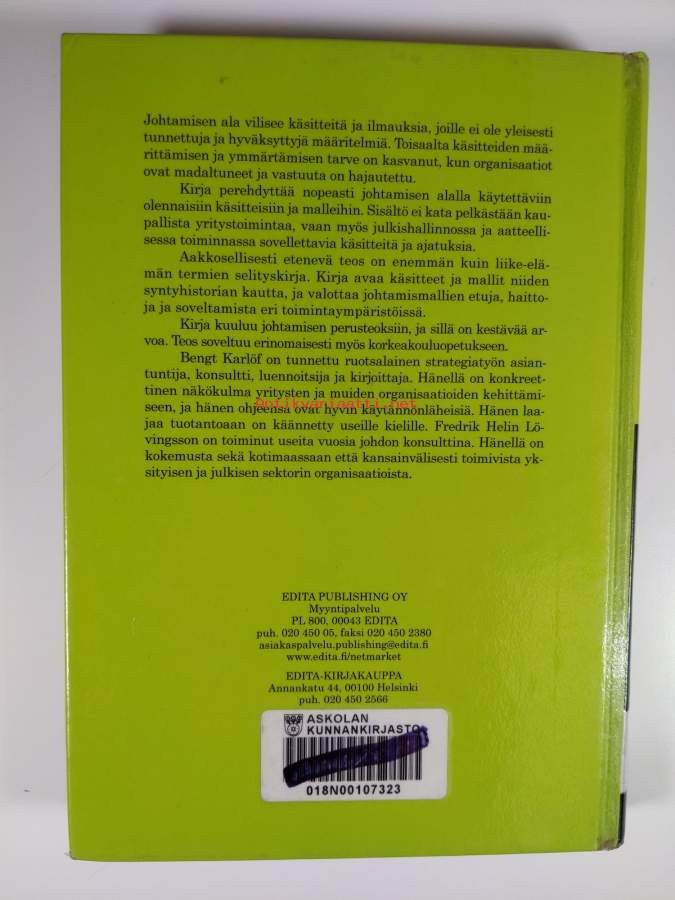 Johtamisen ala vilisee käsitteitä ja ilmauksia, joille ei ole yleisesti
tunnettuja ja hyväksyttyjä määritelmiä. Toisaalta käsitteiden mää-
rittämisen ja ymmärtämisen tarve on kasvanut, kun organisaatiot
ovat madaltuneet ja vastuuta on hajautettu.
Kirja perehdyttää nopeasti johtamisen alalla käytettäviin
olennaisiin käsitteisiin ja malleihin. Sisältö ei kata pelkästään kau-
pallista yritystoimintaa, vaan myös julkishallinnossa ja aatteelli-
sessa toiminnassa sovellettavia käsitteitä ja ajatuksia.
Aakkosellisesti etenevä teos on enemmän kuin liike-elä-
män termien selityskirja. Kirja avaa käsitteet ja mallit niiden
syntyhistorian kautta, ja valottaa johtamismallien etuja, haitto-
ja ja soveltamista eri toimintaympäristöissä.
Kirja kuuluu johtamisen perusteoksiin, ja sillä on kestävää ar-
voa. Teos soveltuu erinomaisesti myös korkeakouluopetukseen.
Bengt Karlöf on tunnettu ruotsalainen strategiatyön asian-
tuntija, konsultti, luennoitsija ja kirjoittaja. Hänellä on konkreet-
tinen näkökulma yritysten ja muiden organisaatioiden kehittämi-
Antikvariaatti.net
seen, ja hänen ohjeensa ovat hyvin käytännönläheisiä. Hänen laa-
jaa tuotantoaan on käännetty useille kielille. Fredrik Helin Lö-
vingsson on toiminut useita vuosia johdon konsulttina. Hänellä on
kokemusta sekä kotimaassaan että kansainvälisesti toimivista yk-
sityisen ja julkisen sektorin organisaatioista.
EDITA PUBLISHING OY
Myyntipalvelu
PL 800, 00043 EDITA
puh. 020 450 05, faksi 020 450 2380
asiakaspalvelu.publishing@edita.fi
www.edita.fi/netmarket
EDITA-KIRJAKAUPPA
Annankatu 44, 00100 Helsinki
puh. 020 450 2566
ASKOLAN
KUNNANKIRJASTO
018N00107323